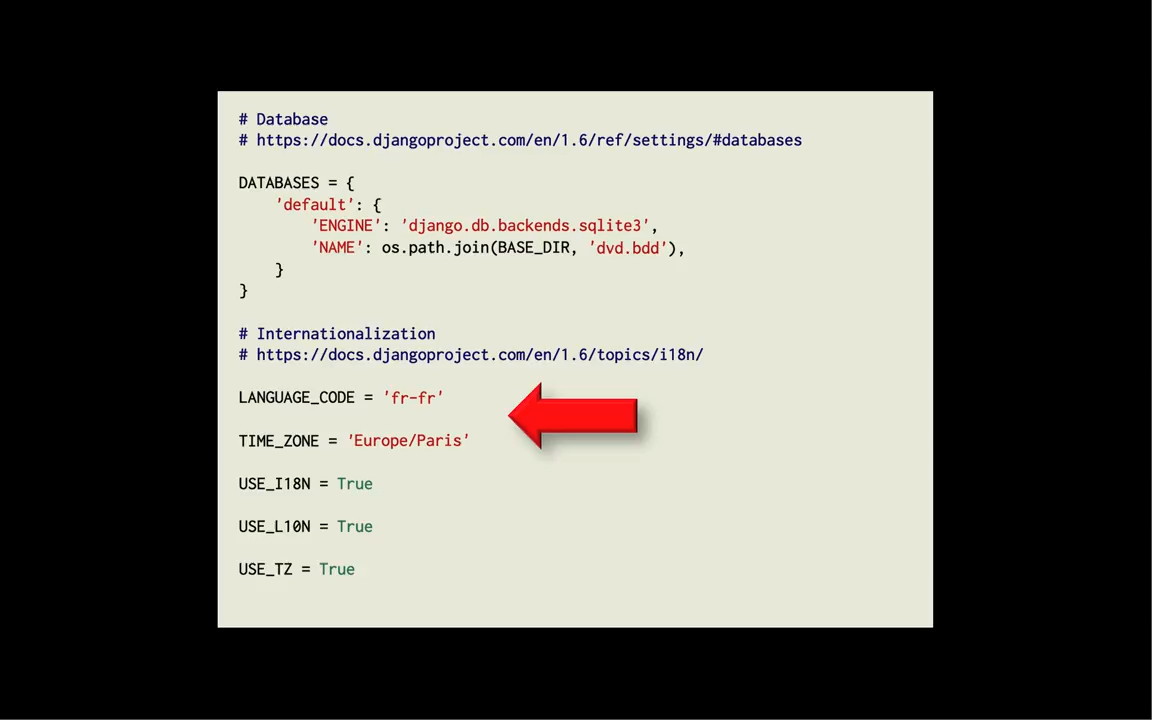 # Database
# https://docs.djangoproject.com/en/1.6/ref/settings/#databases
DATABASES = {
    'default': {
        'ENGINE': 'django.db.backends.sqlite3',
        'NAME': os.path.join(BASE_DIR, 'dvd.bdd'),
    }
}
# Internationalization
# https://docs.djangoproject.com/en/1.6/topics/i18n/
LANGUAGE_CODE = 'fr-fr'
TIME_ZONE = 'Europe/Paris'
USE_I18N = True
USE_L10N = True
USE_TZ = True